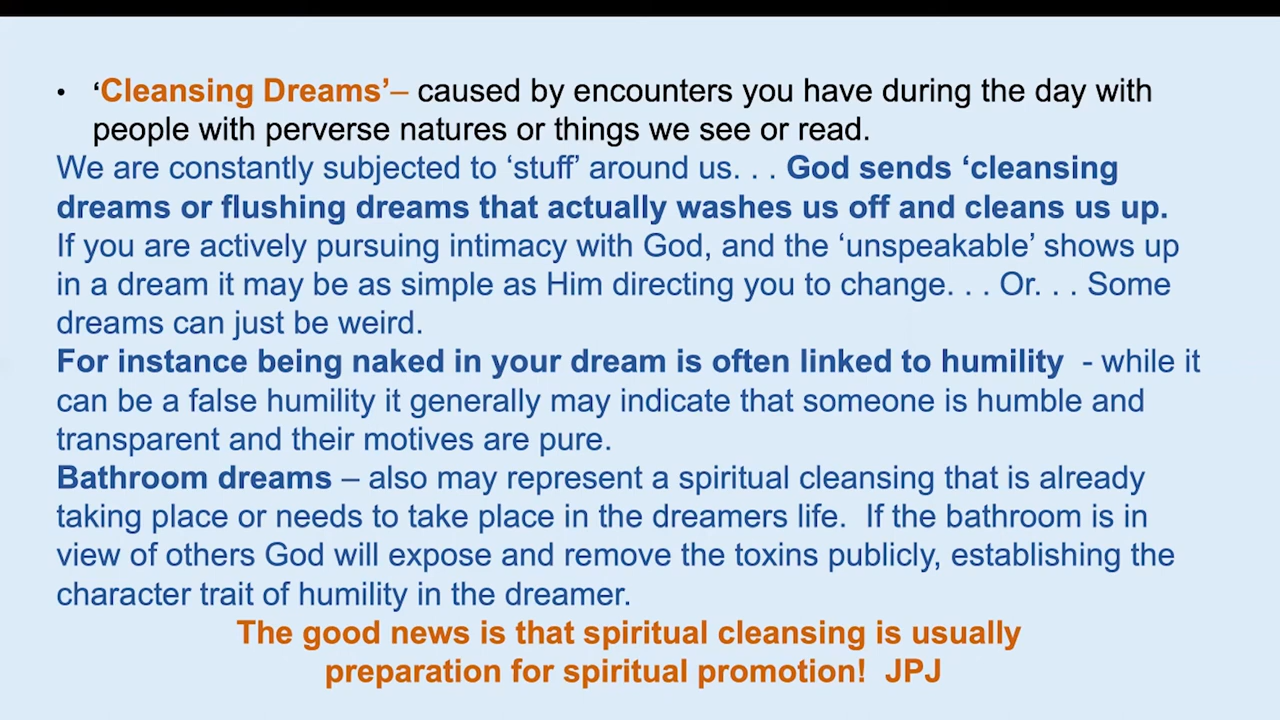 • ‘Cleansing Dreams’– caused by encounters you have during the day with
people with perverse natures or things we see or read.
We are constantly subjected to ‘stuff’ around us. . . God sends ‘cleansing
dreams or flushing dreams that actually washes us off and cleans us up.
If you are actively pursuing intimacy with God, and the ‘unspeakable’ shows up
in a dream it may be as simple as Him directing you to change. . . Or. . . Some
dreams can just be weird.
For instance being naked in your dream is often linked to humility - while it
can be a false humility it generally may indicate that someone is humble and
transparent and their motives are pure.
Bathroom dreams – also may represent a spiritual cleansing that is already
taking place or needs to take place in the dreamers life. If the bathroom is in
view of others God will expose and remove the toxins publicly, establishing the
character trait of humility in the dreamer.
The good news is that spiritual cleansing is usually
preparation for spiritual promotion! JPJ